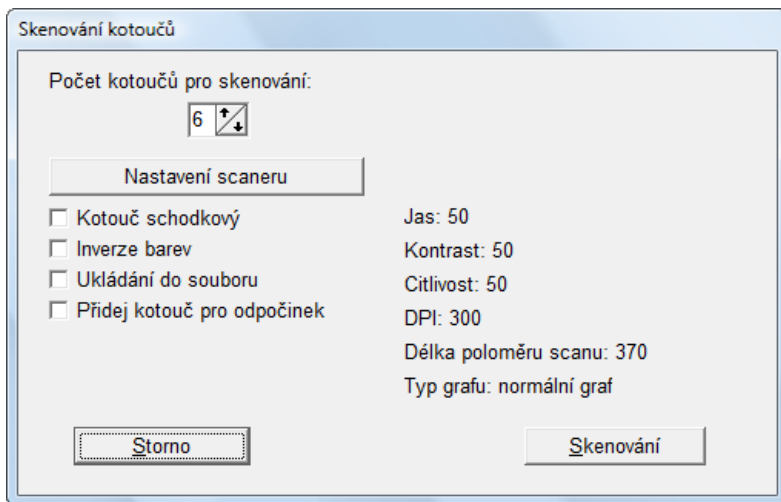 Skenování kotoučů
Počet kotoučů pro skenování:
6
Nastavení scaneru
Kotouč schodkový
Inverze barev
Ukládání do souboru
Přidej kotouč pro odpočinek
Jas: 50
Kontrast: 50
Citlivost: 50
DPI: 300
Délka poloměru scanu: 370
Typ grafu: normální graf
Storno
Skenování